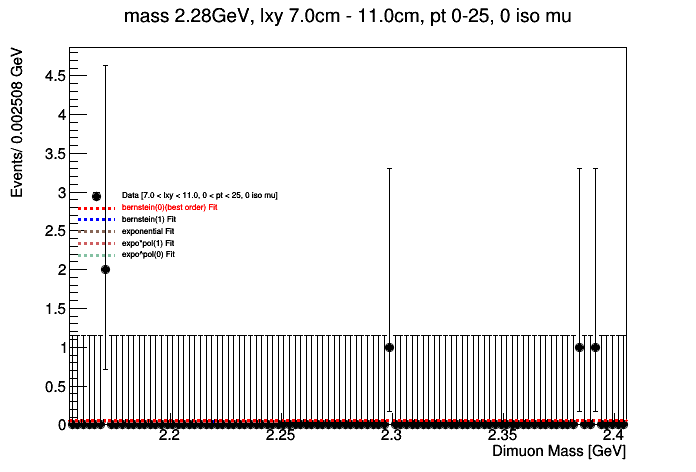 mass 2.28GeV, lxy 7.0cm - 11.0cm, pt 0-25, 0 iso mu
Events/ 0.002508 GeV
4.5
4
3.5
3
2.5
2
1.5
1
0.5
0
Data [7.0 < lxy < 11.0, 0 < pt < 25, 0 iso mu]
bernstein(0)(best order) Fit
bernstein(1) Fit
exponential Fit
expo*pol(1) Fit
expo^pol(0) Fit
2.2 2.25 2.3 2.35 2.4
Dimuon Mass [GeV]